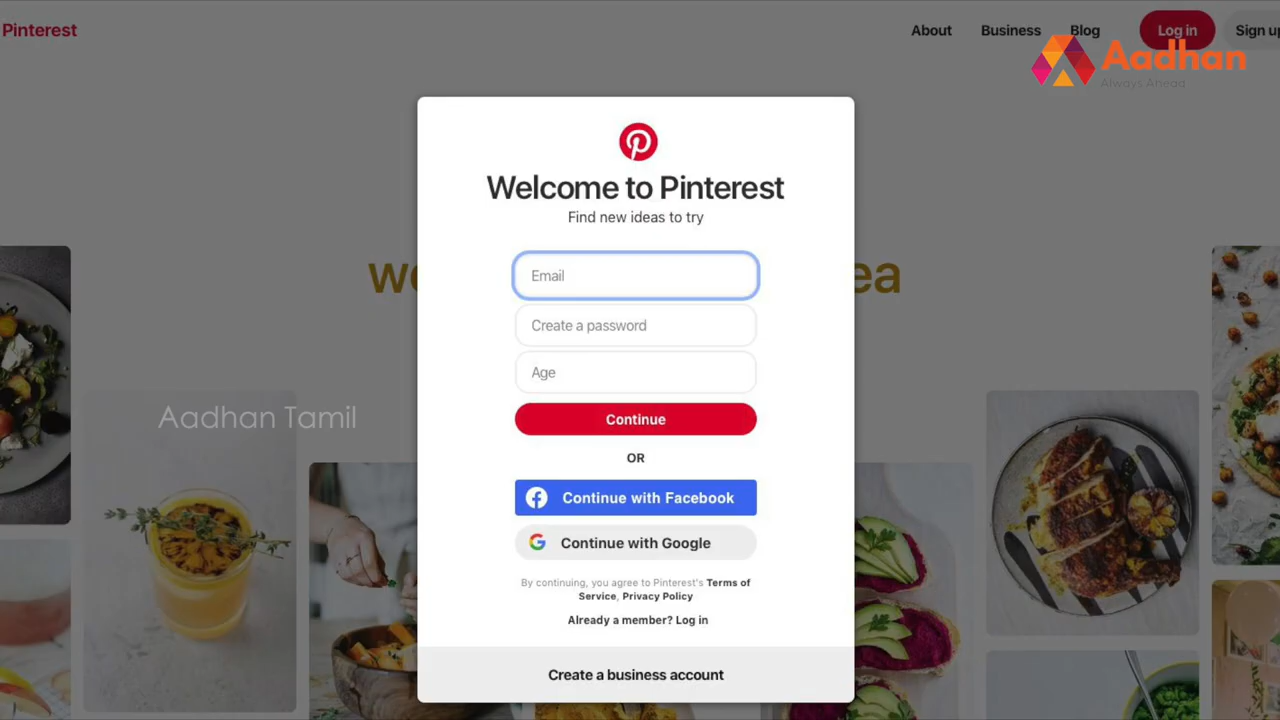 Pinterest
About
Business
Blog
Log in
Aadhan
Always Ahead
Welcome to Pinterest
Find new ideas to try
Email
Create a password
Age
Continue
Aadhan Tamil
OR
Continue with Facebook
Continue with Google
By continuing, you agree to Pinterest's Terms of
Service, Privacy Policy
Already a member? Log in
Create a business account